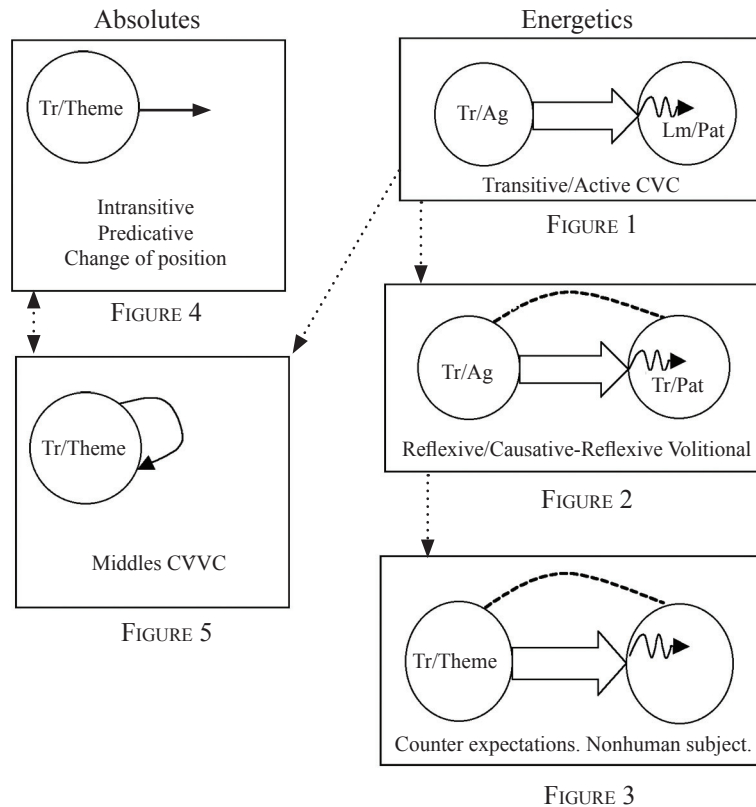 Absolutes
Tr/Theme
Intransitive
Predicative
Change of position
FIGURE 4
Tr/Theme
Middles CV́VC
FIGURE 5
Energetics
Tr/Ag
Lm/Pat
Transitive/Active CVC
FIGURE 1
Tr/Ag
Tr/Pat
Reflexive/Causative-Reflexive Volitional
FIGURE 2
Tr/Theme
Counter expectations. Nonhuman subject.
FIGURE 3